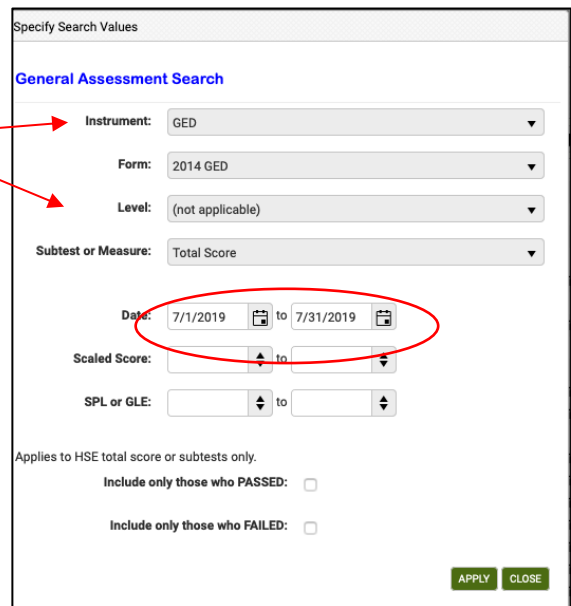 Specify Search Values
General Assessment Search
Instrument: GED
Form: 2014 GED
Level: (not applicable)
Subtest or Measure: Total Score
Date: 7/1/2019 to 7/31/2019
Scaled Score: to
SPL or GLE: to
Applies to HSE total score or subtests only.
Include only those who PASSED:
Include only those who FAILED:
APPLY CLOSE